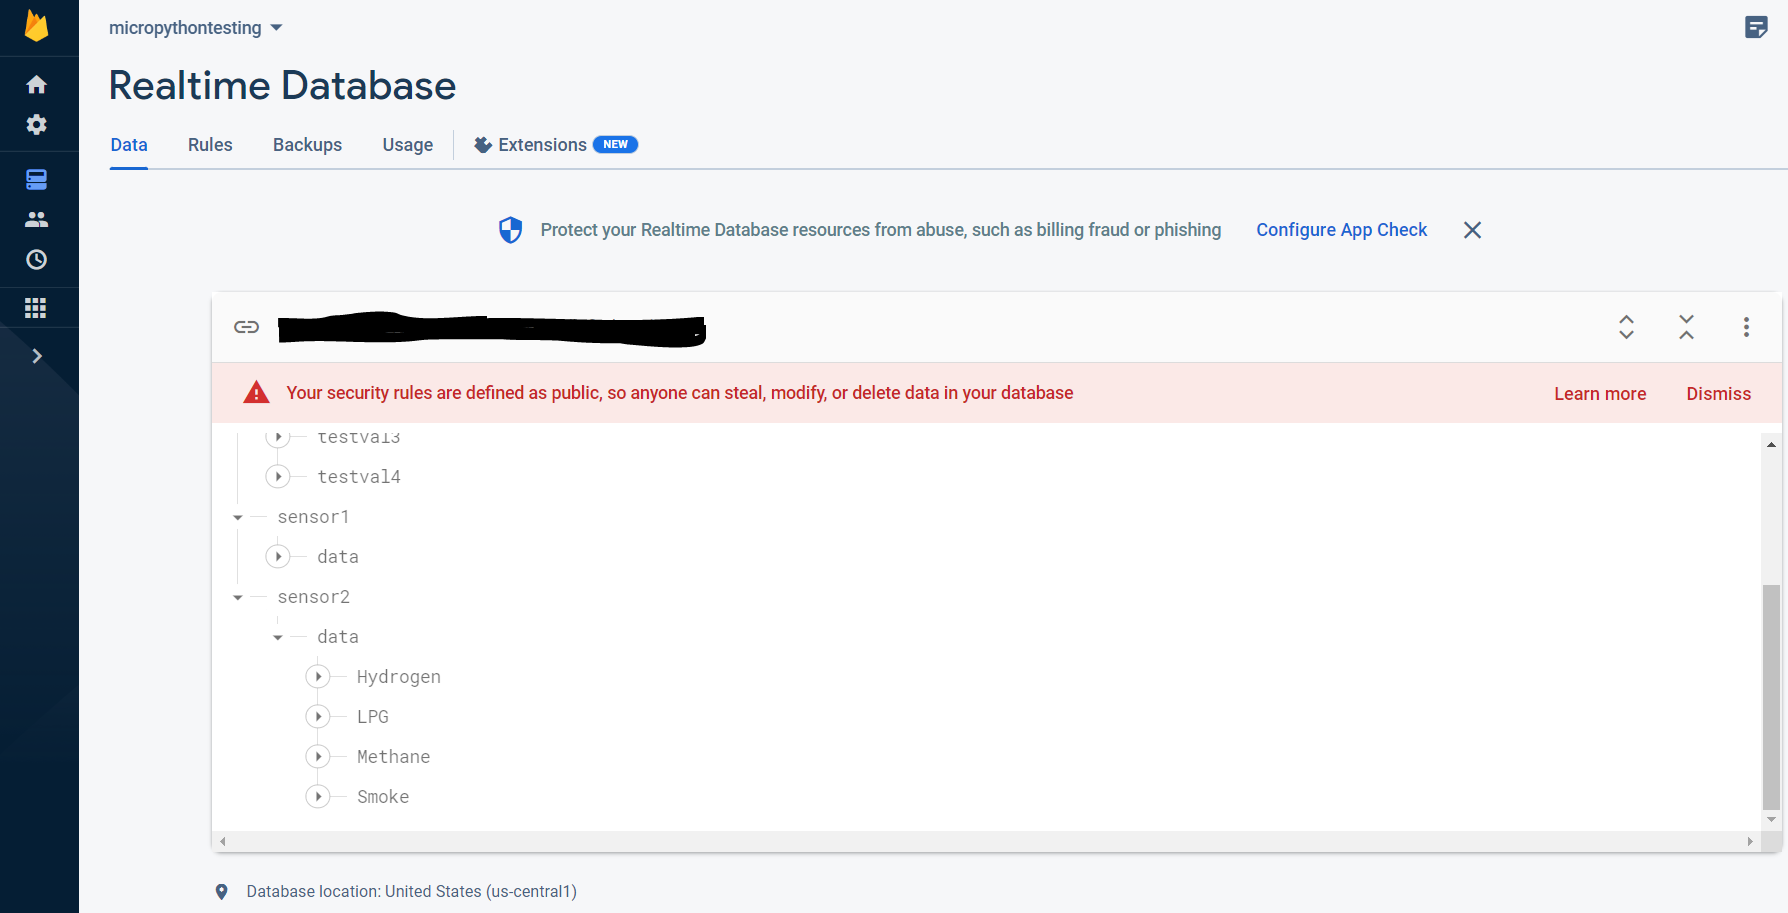 micropythontesting
Realtime Database
Data Rules Backups Usage Extensions NEW
Protect your Realtime Database resources from abuse, such as billing fraud or phishing Configure App Check
Your security rules are defined as public, so anyone can steal, modify, or delete data in your database Learn more Dismiss
testval3
testval4
sensor1
data
sensor2
data
Hydrogen
LPG
Methane
Smoke
Database location: United States (us-central1)